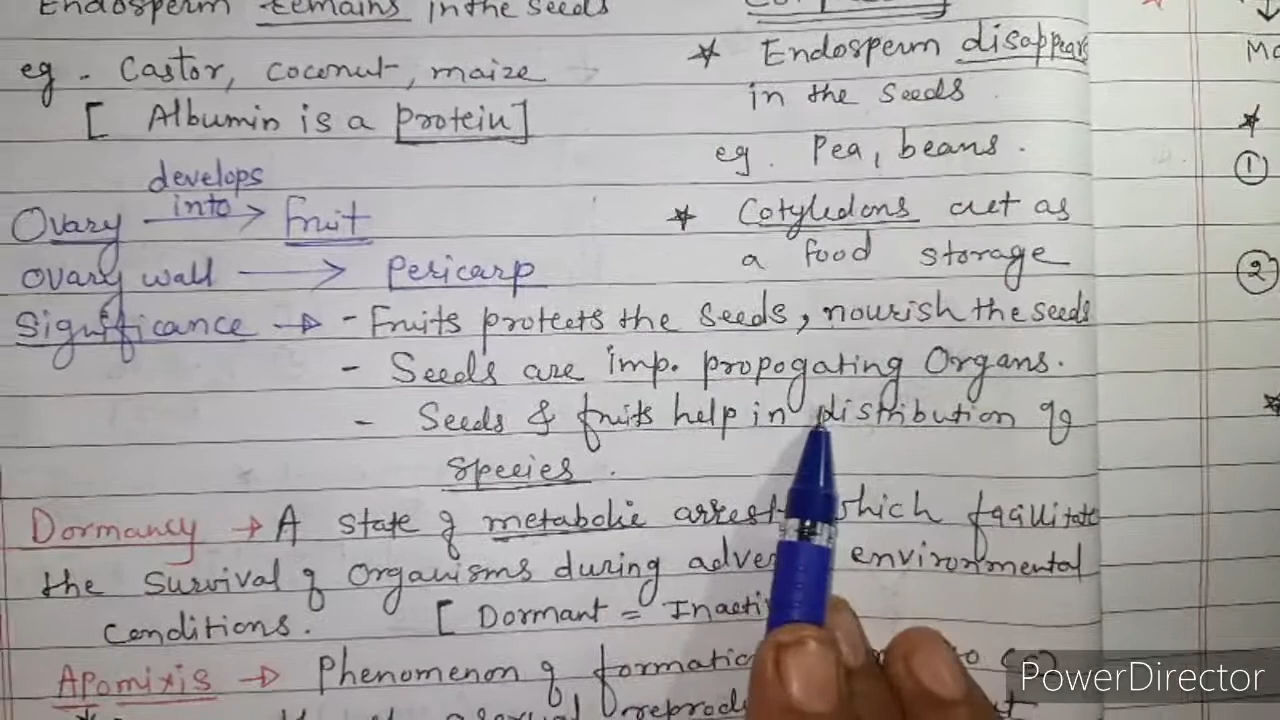 Endosperm remains in the seeds
eg - Castor, coconut, maize
[ Albumin is a Protein ]
develops
Ovary into → Fruit
Ovary wall → Pericarp
* Endosperm disappears
in the seeds
eg. Pea, beans.
* Cotyledons act as
a food storage
Significance → - Fruits protects the seeds, nourish the seeds
- Seeds are imp. propogating Organs.
- Seeds & fruits help in distribution of
species.
Dormancy → A state of metabolic arrest which facilitate
the survival of Organisms during environmental
conditions. [ Dormant =
Apomixis → Phenomenon of
①
②
PowerDirector